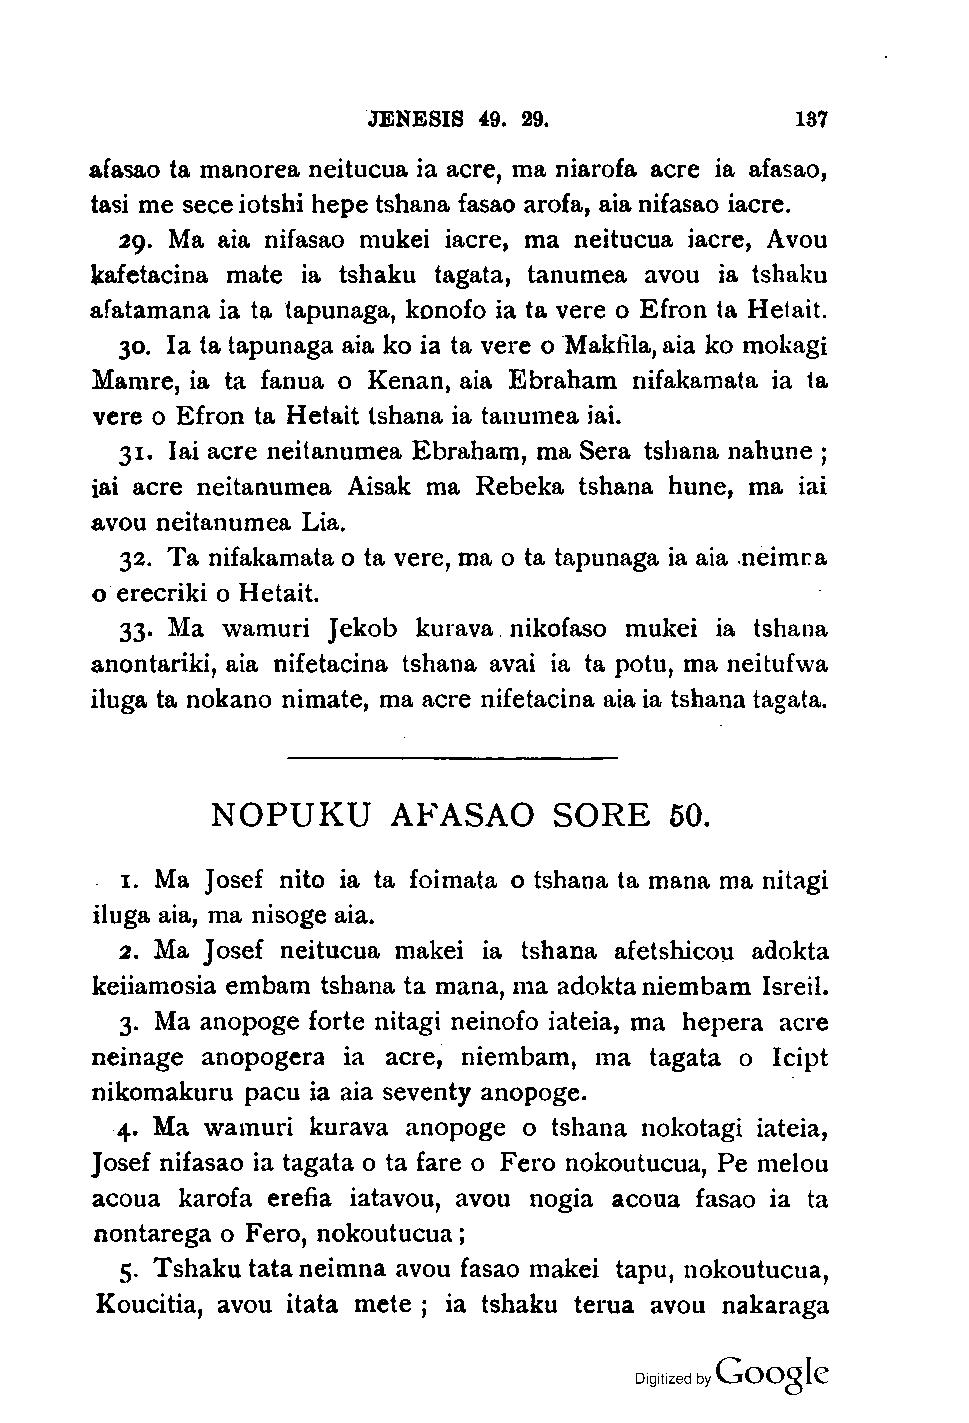 JENESIS 49. 29. 137
afasao ta manorea neitucua ia acre, ma niarofa acre ia afasao,
tasi me sece iotshi hepe tshana fasao arofa, aia nifasao iacre.
29. Ma aia nifasao mukei iacre, ma neitucua iacre, Avou
kafetacina mate ia tshaku tagata, tanumea avou ia tshaku
afatamana ia ta tapunaga, konofo ia ta vere o Efron ta Hetait.
30. Ia ta tapunaga aia ko ia ta vere o Makfila, aia ko mokagi
Mamre, ia ta fanua o Kenan, aia Ebraham nifakamata ia ta
vere o Efron ta Hetait tshana ia tanumea iai.
31. Iai acre neitanumea Ebraham, ma Sera tshana nahune ;
iai acre neitanumea Aisak ma Rebeka tshana hune, ma iai
avou neitanumea Lia.
32. Ta nifakamata o ta vere, ma o ta tapunaga ia aia neimna
o erecriki o Hetait.
33. Ma wamuri Jekob kurava nikofaso mukei ia tshana
anontariki, aia nifetacina tshana avai ia ta potu, ma neitufwa
iluga ta nokano nimate, ma acre nifetacina aia ia tshana tagata.
NOPUKU AFASAO SORE 50.
1. Ma Josef nito ia ta foimata o tshana ta mana ma nitagi
iluga aia, ma nisoge aia.
2. Ma Josef neitucua makei ia tshana afetshicou adokta
keiiamosia embam tshana ta mana, ma adokta niembam Isreil.
3. Ma anopoge forte nitagi neinofo iateia, ma hepera acre
neinage anopogera ia acre, niembam, ma tagata o Icipt
nikomakuru pacu ia aia seventy anopoge.
4. Ma wamuri kurava anopoge o tshana nokotagi iateia,
Josef nifasao ia tagata o ta fare o Fero nokoutucua, Pe melou
acoua karofa erefia iatavou, avou nogia acoua fasao ia ta
nontarega o Fero, nokoutucua ;
5. Tshaku tata neimna avou fasao makei tapu, nokoutucua,
Koucitia, avou itata mete ; ia tshaku terua avou nakaraga
Digitized by Google